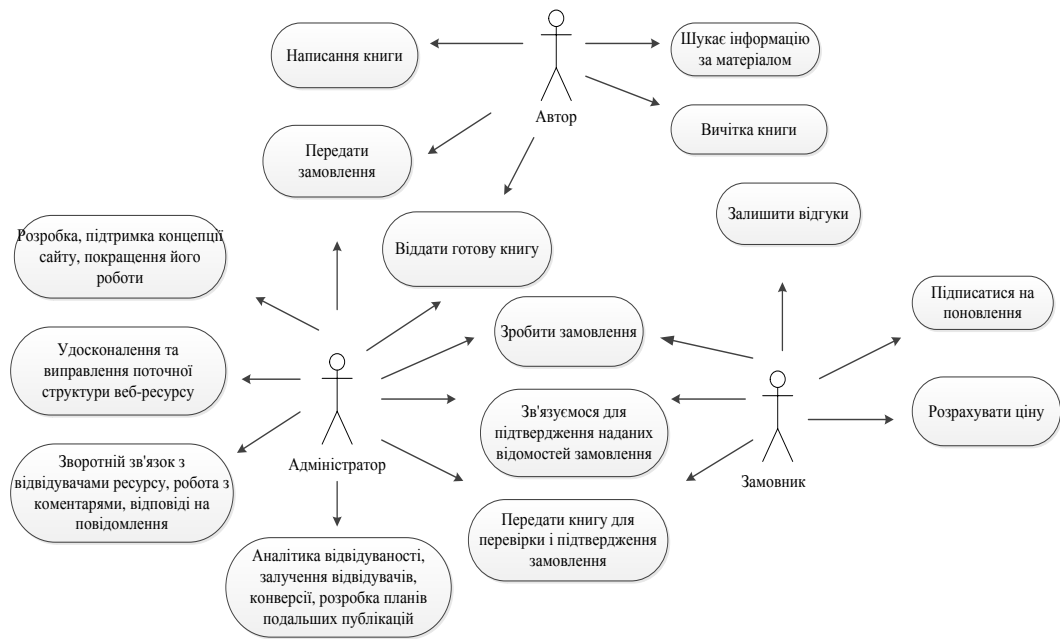 Написання книги
Шукає інформацію
за матеріалом
Автор
Вичітка книги
Передати
замовлення
Залишити відгуки
Розробка, підтримка концепції
сайту, покращення його
роботи
Віддати готову книгу
Підписатися на
поновлення
Зробити замовлення
Удосконалення та
виправлення поточної
структури веб-ресурсу
Зв'язуємося для
підтвердження наданих
відомостей замовлення
Розрахувати ціну
Адміністратор
Замовник
Зворотній зв'язок з
відвідувачами ресурсу, робота з
коментарями, відповіді на
повідомлення
Передати книгу для
перевірки і підтвердження
замовлення
Аналітика відвідуваності,
залучення відвідувачів,
конверсії, розробка планів
подальших публікацій